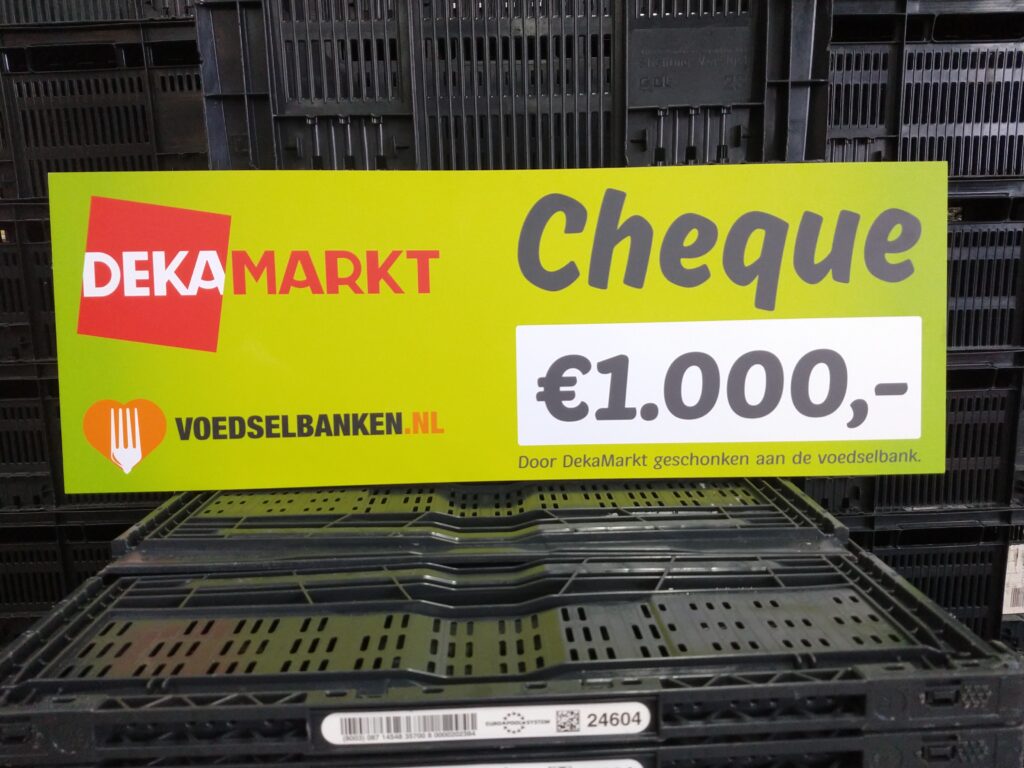 DEKAMARKT
Cheque
€1.000,-
VOEDSELBANKEN.NL
Door DekaMarkt geschonken aan de voedselbank.
24604